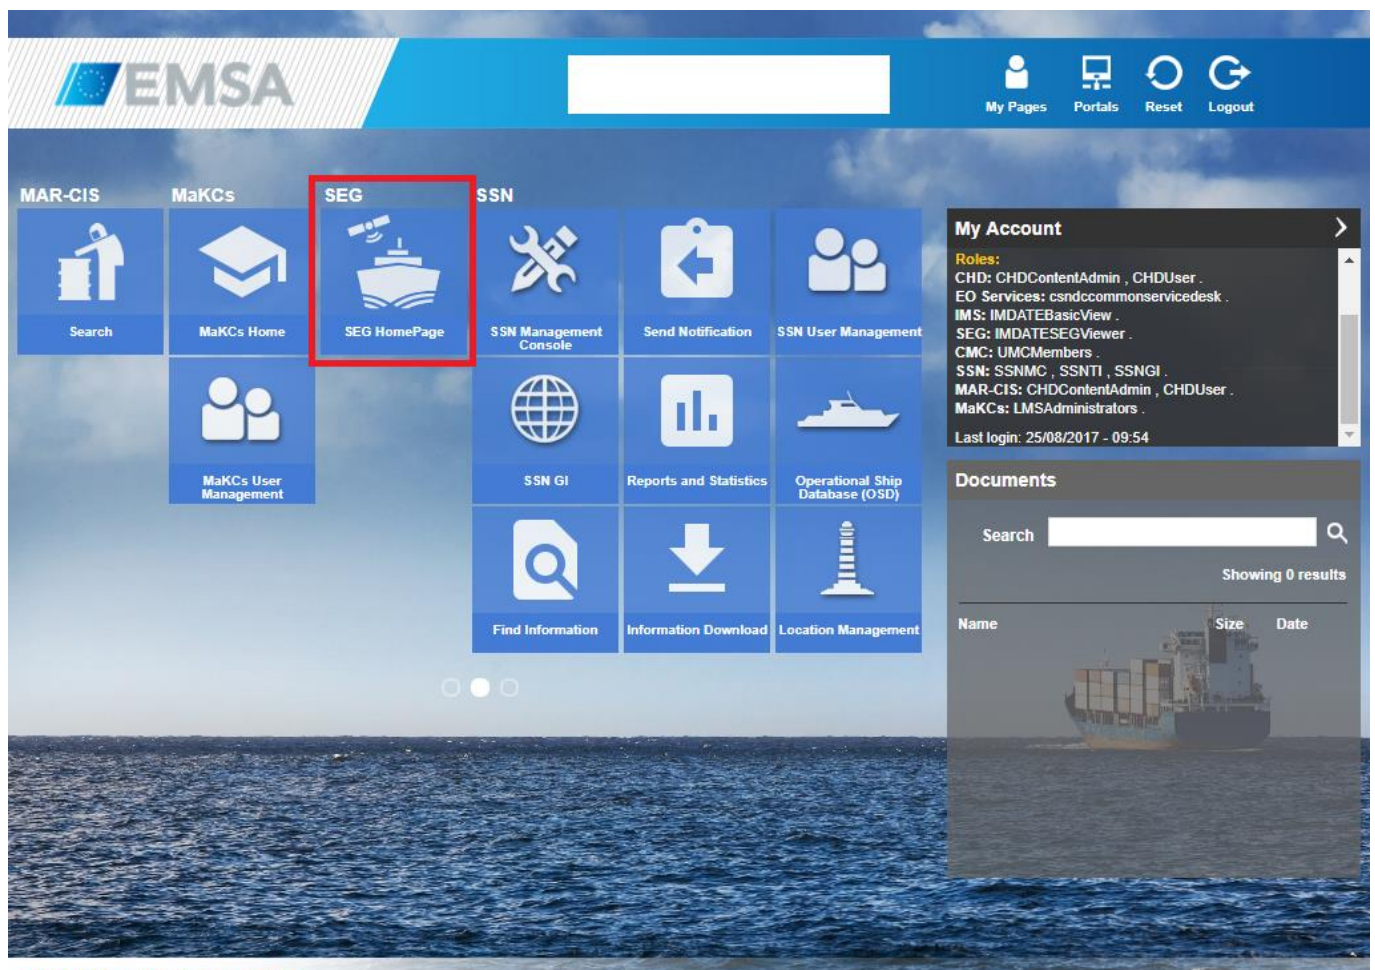 EMSA
My Pages
Portals
Reset
Logout
MAR-CIS
MaKCs
SEG
SSN
Search
MaKCs Home
SEG HomePage
SSN Management
Console
Send Notification
SSN User Management
MaKCs User
Management
SSN GI
Reports and Statistics
Operational Ship
Database (OSD)
Find Information
Information Download
Location Management
My Account
Roles:
CHD: CHDContentAdmin , CHDUser .
EO Services: csndccommonservicedesk .
IMS: IMDATEBasicView .
SEG: IMDATESEGViewer .
CMC: UMCMembers .
SSN: SSNMC , SSNTI , SSNGI .
MAR-CIS: CHDContentAdmin , CHDUser .
MaKCs: LMSAdministrators .
Last login: 25/08/2017 - 09:54
Documents
Search
Showing 0 results
Name Size Date